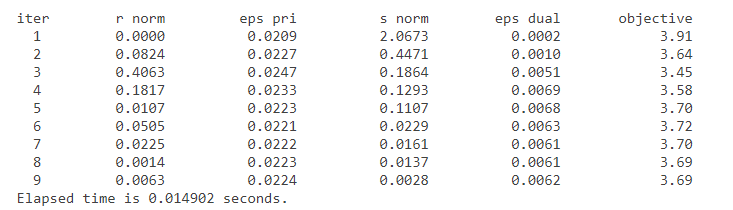 iter r norm eps pri s norm eps dual objective
1 0.0000 0.0209 2.0673 0.0002 3.91
2 0.0824 0.0227 0.4471 0.0010 3.64
3 0.4063 0.0247 0.1864 0.0051 3.45
4 0.1817 0.0233 0.1293 0.0069 3.58
5 0.0107 0.0223 0.1107 0.0068 3.70
6 0.0505 0.0221 0.0229 0.0063 3.72
7 0.0225 0.0222 0.0161 0.0061 3.70
8 0.0014 0.0223 0.0137 0.0061 3.69
9 0.0063 0.0224 0.0028 0.0062 3.69
Elapsed time is 0.014902 seconds.